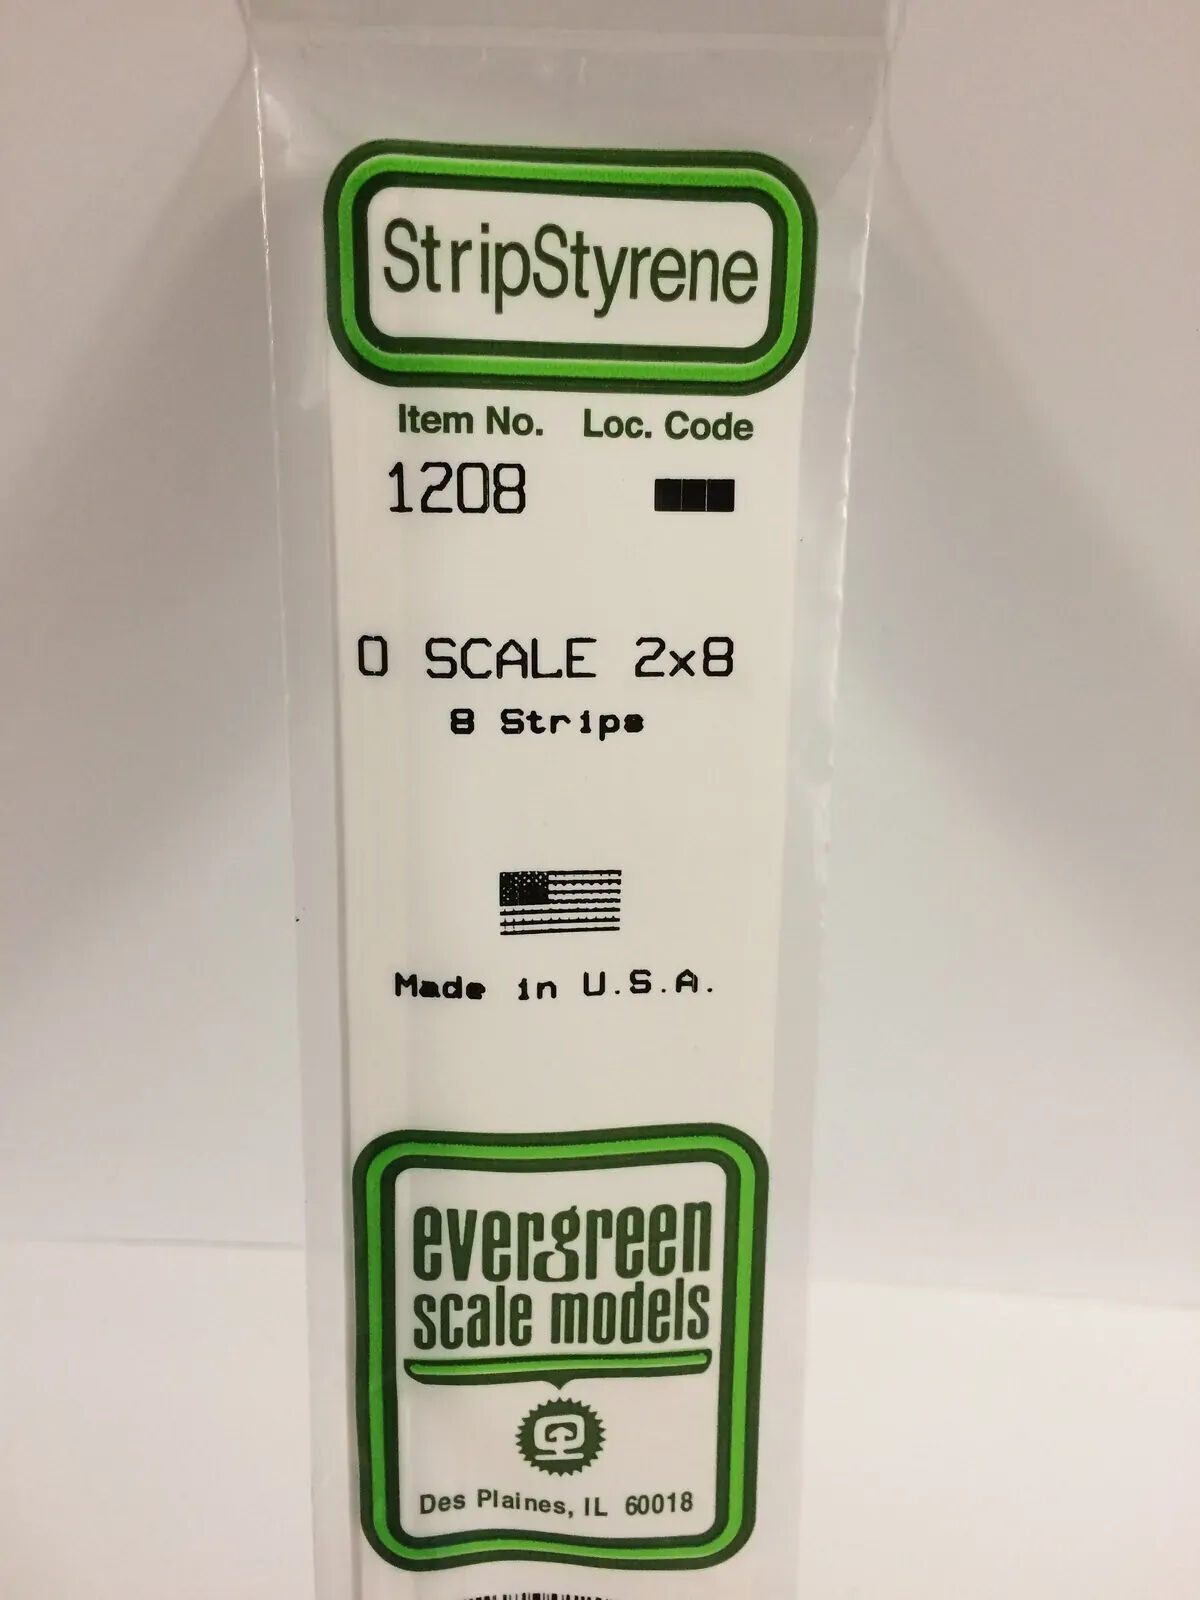 StripStyrene
Item No. Loc. Code
1208
O SCALE 2x8
8 Strips
Made in U.S.A.
evergreen
scale models
Des Plaines, IL 60018